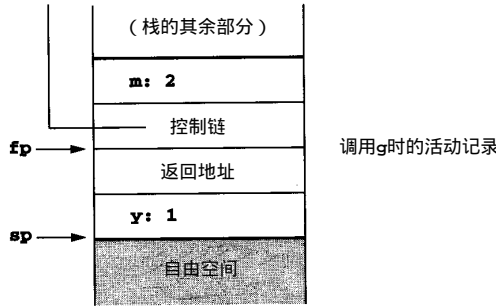 （栈的其余部分）
m: 2
控制链
fp
调用g时的活动记录
返回地址
y: 1
sp
自由空间